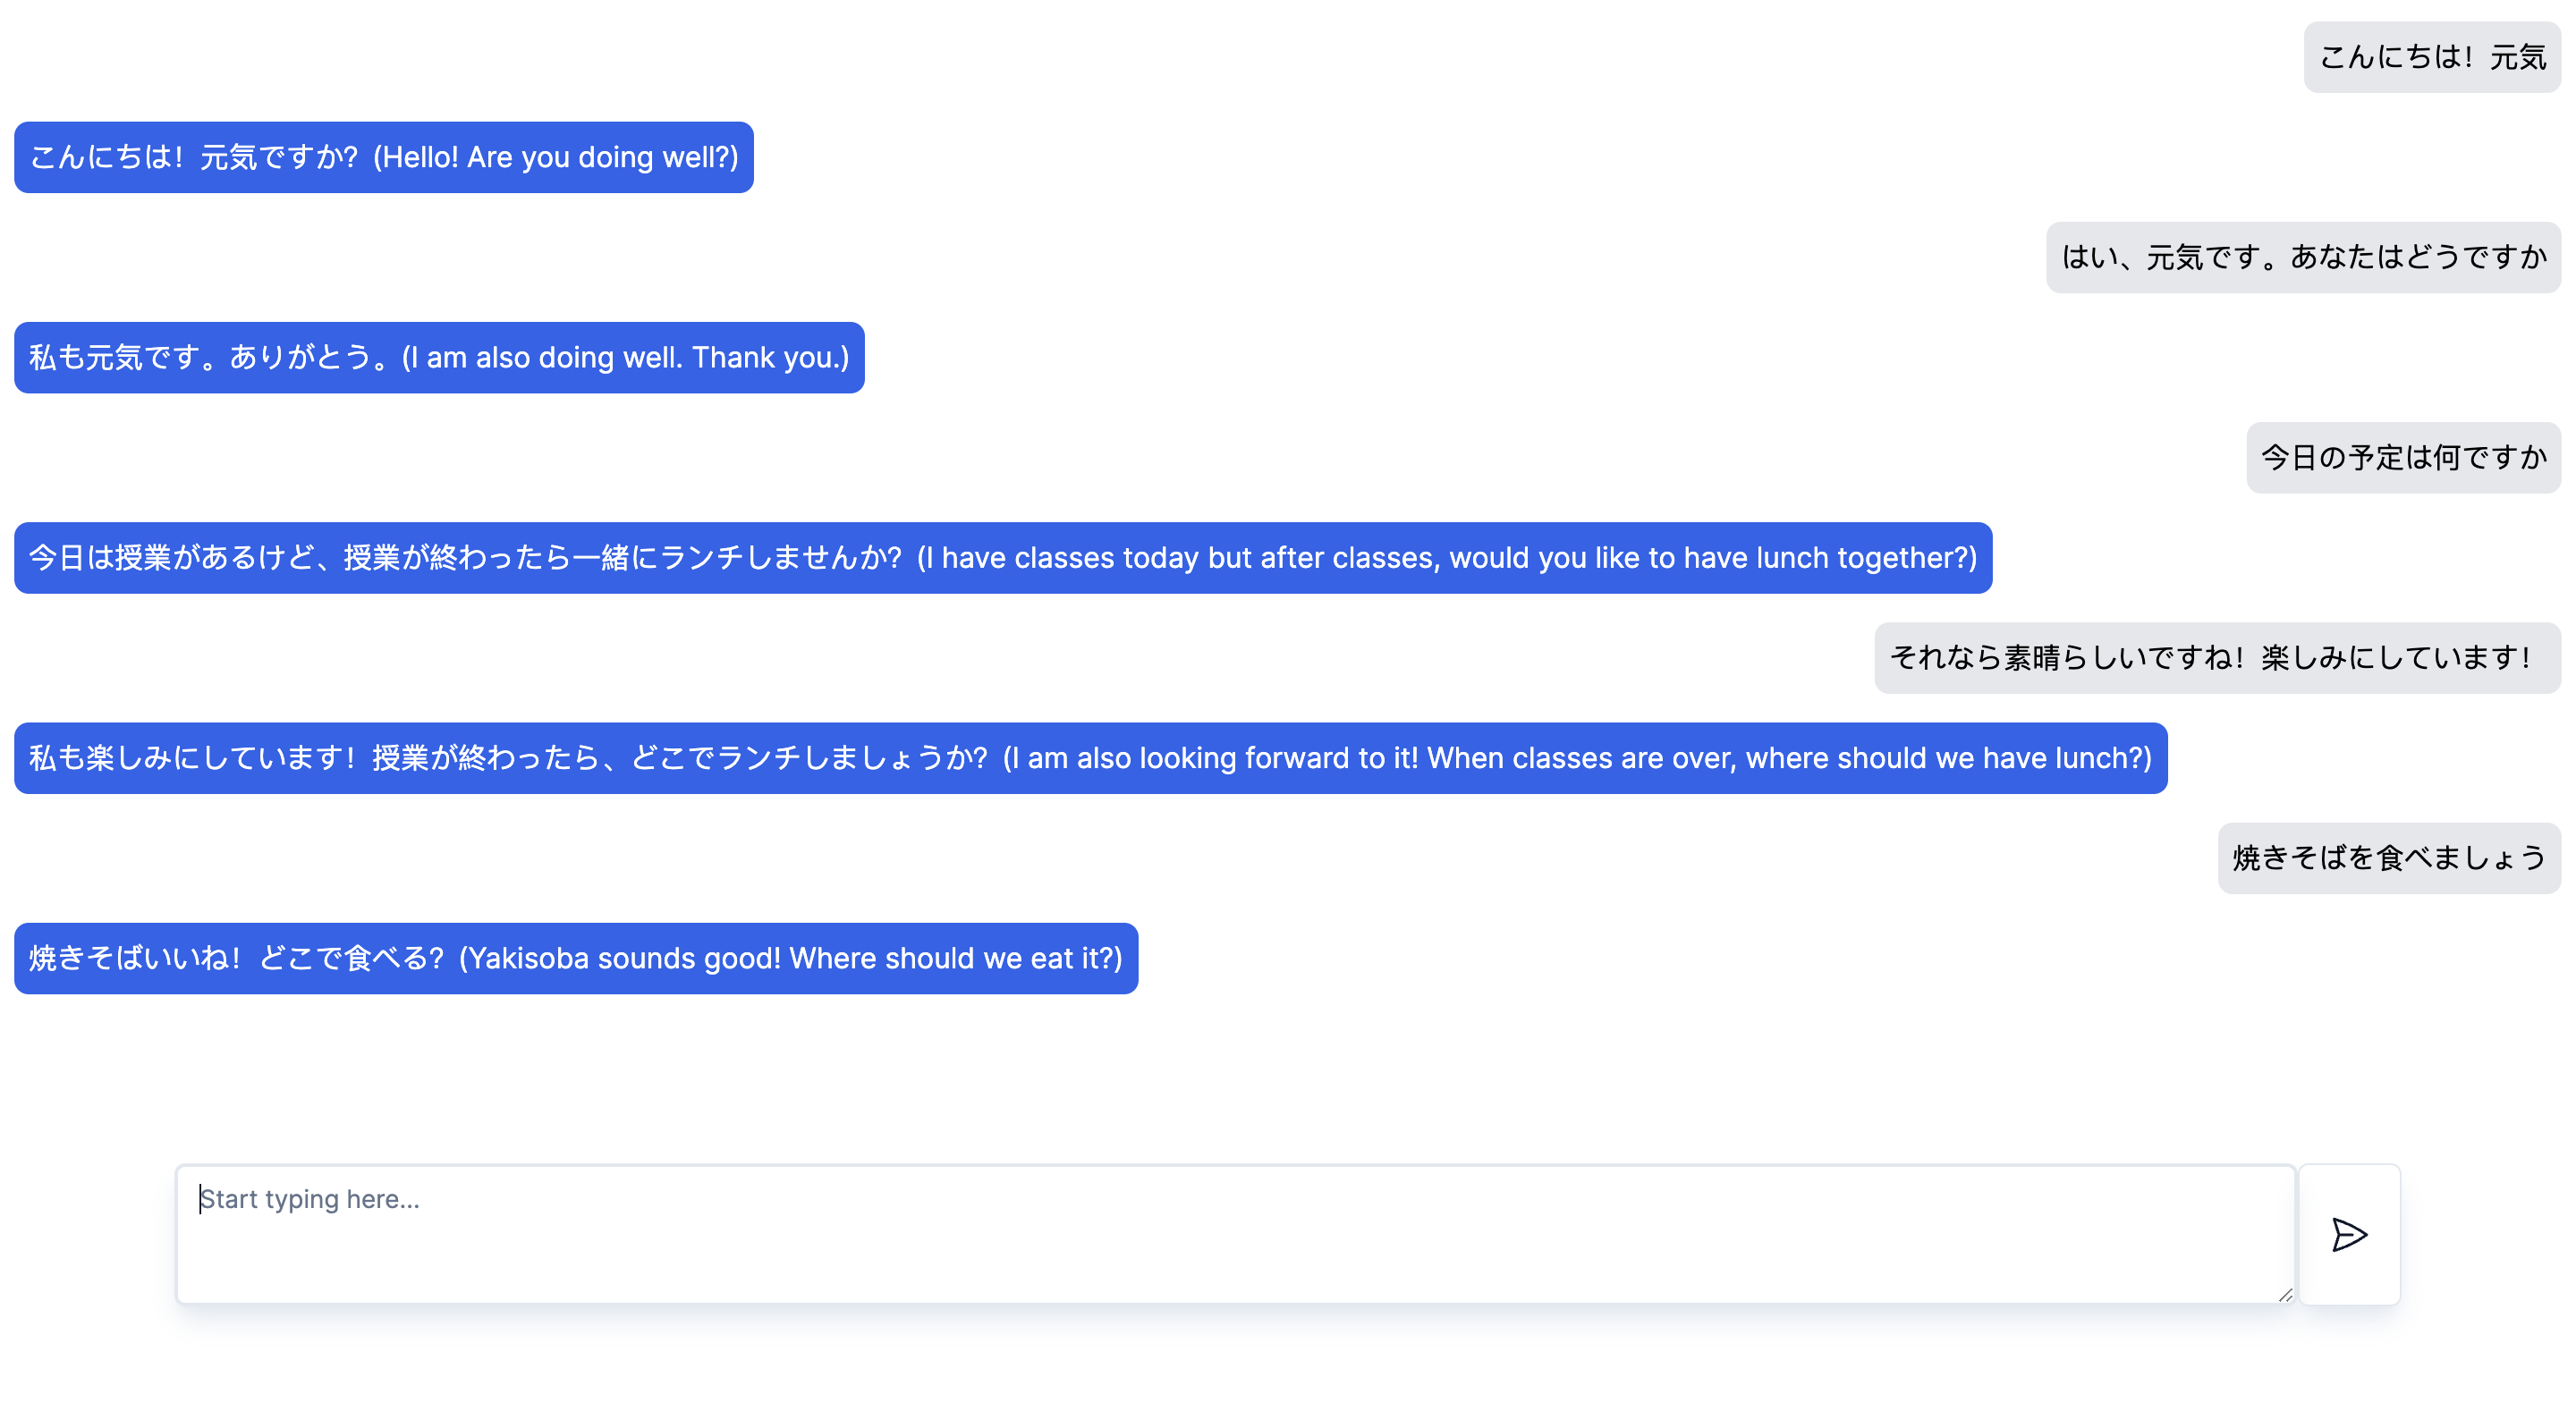 こんにちは！元気
こんにちは！元気ですか？(Hello! Are you doing well?)
はい、元気です。あなたはどうですか
私も元気です。ありがとう。(I am also doing well. Thank you.)
今日の予定は何ですか
今日は授業があるけど、授業が終わったら一緒にランチしませんか？(I have classes today but after classes, would you like to have lunch together?)
それなら素晴らしいですね！楽しみにしています！
私も楽しみにしています！授業が終わったら、どこでランチしましょうか？(I am also looking forward to it! When classes are over, where should we have lunch?)
焼きそばを食べましょう
焼きそばいいね！どこで食べる？(Yakisoba sounds good! Where should we eat it?)
Start typing here...